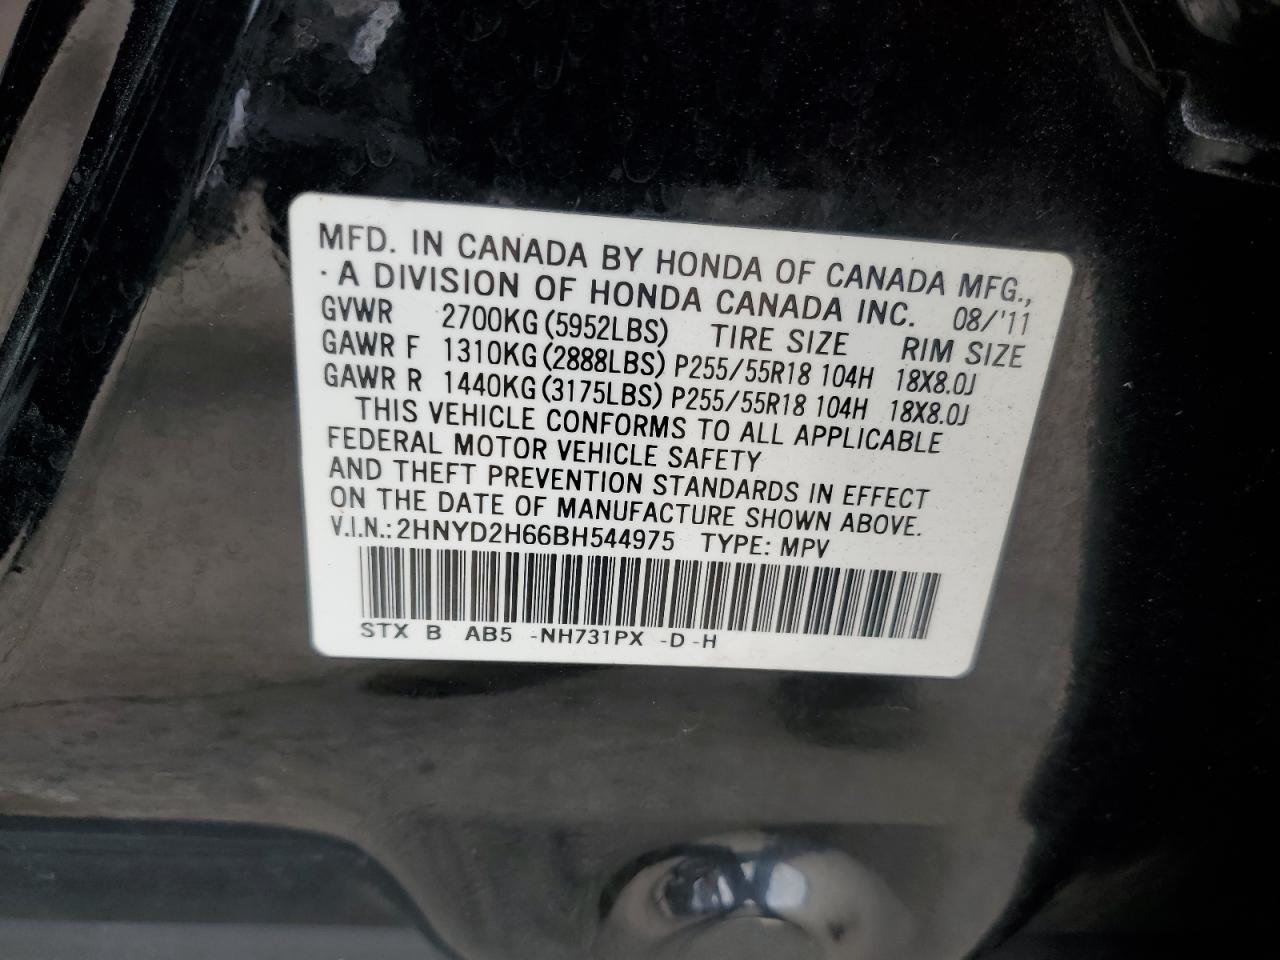 MFD. IN CANADA BY HONDA OF CANADA MFG.,
· A DIVISION OF HONDA CANADA INC. 08/'11
GVWR 2700KG (5952LBS) TIRE SIZE RIM SIZE
GAWR F 1310KG (2888LBS) P255/55R18 104H 18X8.0J
GAWR R 1440KG (3175LBS) P255/55R18 104H 18X8.0J
THIS VEHICLE CONFORMS TO ALL APPLICABLE
FEDERAL MOTOR VEHICLE SAFETY
AND THEFT PREVENTION STANDARDS IN EFFECT
ON THE DATE OF MANUFACTURE SHOWN ABOVE.
V.I.N.: 2HNYD2H66BH544975 TYPE: MPV
STX B AB5 -NH731PX -D -H